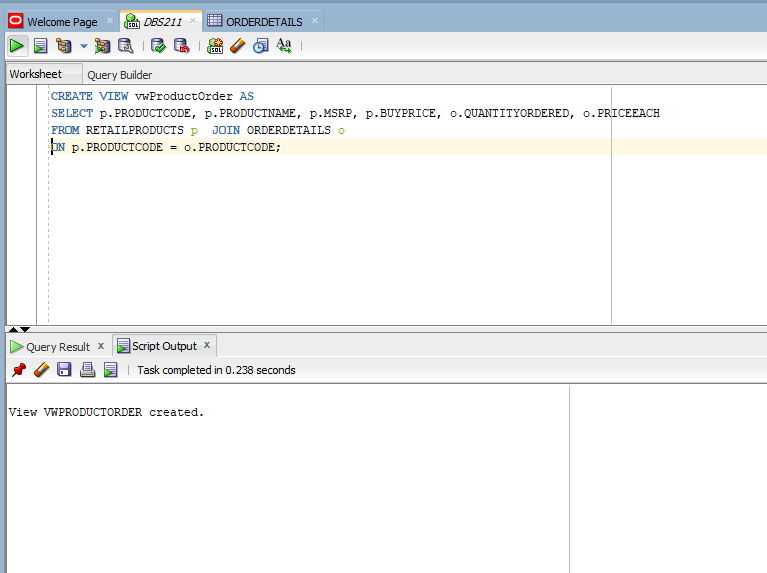 Welcome Page
DBS211
ORDERDETAILS
Worksheet
Query Builder
CREATE VIEW vwProductOrder AS
SELECT p.PRODUCTCODE, p.PRODUCTNAME, p.MSRP, p.BUYPRICE, o.QUANTITYORDERED, o.PRICEEACH
FROM RETAILPRODUCTS p  JOIN ORDERDETAILS o
ON p.PRODUCTCODE = o.PRODUCTCODE;
Query Result
Script Output
Task completed in 0.238 seconds
View VWPRODUCTORDER created.